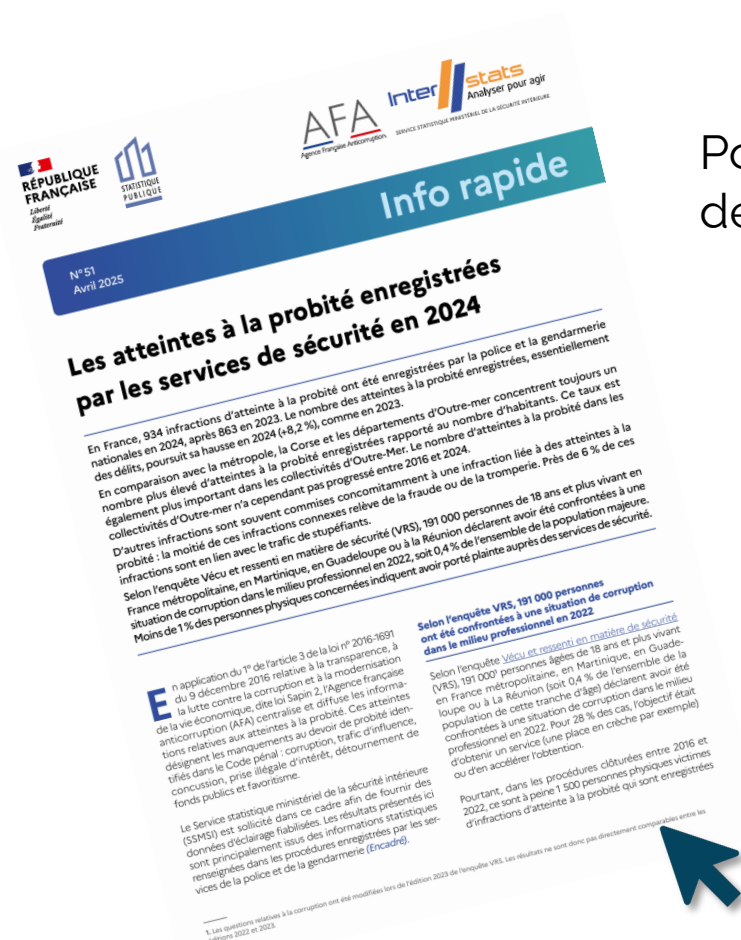 RÉPUBLIQUE
FRANÇAISE
Liberté
Égalité
Fraternité
STATISTIQUE
PUBLIQUE
AFA
Agence Française Anticorruption
Inter stats
Analyser pour agir
SERVICE STATISTIQUE MINISTÉRIEL DE LA SÉCURITÉ INTÉRIEURE
Info rapide
N° 51
Avril 2025
Les atteintes à la probité enregistrées
par les services de sécurité en 2024
En France, 934 infractions d'atteinte à la probité ont été enregistrées par la police et la gendarmerie
nationales en 2024, après 863 en 2023. Le nombre des atteintes à la probité enregistrées, essentiellement
des délits, poursuit sa hausse en 2024 (+8,2 %), comme en 2023.
En comparaison avec la métropole, la Corse et les départements d'Outre-mer concentrent toujours un
nombre plus élevé d'atteintes à la probité enregistrées rapporté au nombre d'habitants. Ce taux est
également plus important dans les collectivités d'Outre-Mer. Le nombre d'atteintes à la probité dans les
collectivités d'Outre-mer n'a cependant pas progressé entre 2016 et 2024.
D'autres infractions sont souvent commises concomitamment à une infraction liée à des atteintes à la
probité : la moitié de ces infractions connexes relève de la fraude ou de la tromperie. Près de 6 % de ces
infractions sont en lien avec le trafic de stupéfiants.
Selon l'enquête Vécu et ressenti en matière de sécurité (VRS), 191 000 personnes de 18 ans et plus vivant en
France métropolitaine, en Martinique, en Guadeloupe ou à la Réunion déclarent avoir été confrontées à une
situation de corruption dans le milieu professionnel en 2022, soit 0,4 % de l'ensemble de la population majeure.
Moins de 1 % des personnes physiques concernées indiquent avoir porté plainte auprès des services de sécurité.
En application du 1° de l'article 3 de la loi n° 2016-1691
du 9 décembre 2016 relative à la transparence, à
la lutte contre la corruption et à la modernisation
de la vie économique, dite loi Sapin 2, l'Agence française
anticorruption (AFA) centralise et diffuse les informa-
tions relatives aux atteintes à la probité. Ces atteintes
désignent les manquements au devoir de probité iden-
tifiés dans le Code pénal : corruption, trafic d'influence,
concussion, prise illégale d'intérêt, détournement de
fonds publics et favoritisme.
Le Service statistique ministériel de la sécurité intérieure
(SSMSI) est sollicité dans ce cadre afin de fournir des
données d'éclairage fiabilisées. Les résultats présentés ici
sont principalement issus des informations statistiques
renseignées dans les procédures enregistrées par les ser-
vices de la police et de la gendarmerie (Encadré).
Selon l'enquête VRS, 191 000 personnes
ont été confrontées à une situation de corruption
dans le milieu professionnel en 2022
Selon l'enquête Vécu et ressenti en matière de sécurité
(VRS), 191 000¹ personnes âgées de 18 ans et plus vivant
en France métropolitaine, en Martinique, en Guade-
loupe ou à La Réunion (soit 0,4 % de l'ensemble de la
population de cette tranche d'âge) déclarent avoir été
confrontées à une situation de corruption dans le milieu
professionnel en 2022. Pour 28 % des cas, l'objectif était
d'obtenir un service (une place en crèche par exemple)
ou d'en accélérer l'obtention.
Pourtant, dans les procédures clôturées entre 2016 et
2022, ce sont à peine 1 500 personnes physiques victimes
d'infractions d'atteinte à la probité qui sont enregistrées
1. Les questions relatives à la corruption ont été modifiées lors de l'édition 2023 de l'enquête VRS. Les résultats ne sont donc pas directement comparables entre les
éditions 2022 et 2023.